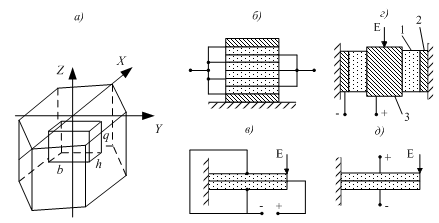 а) б) г)
Z X E 1 2
Y
q
b h
- + 3
в) д)
E + E
- + -